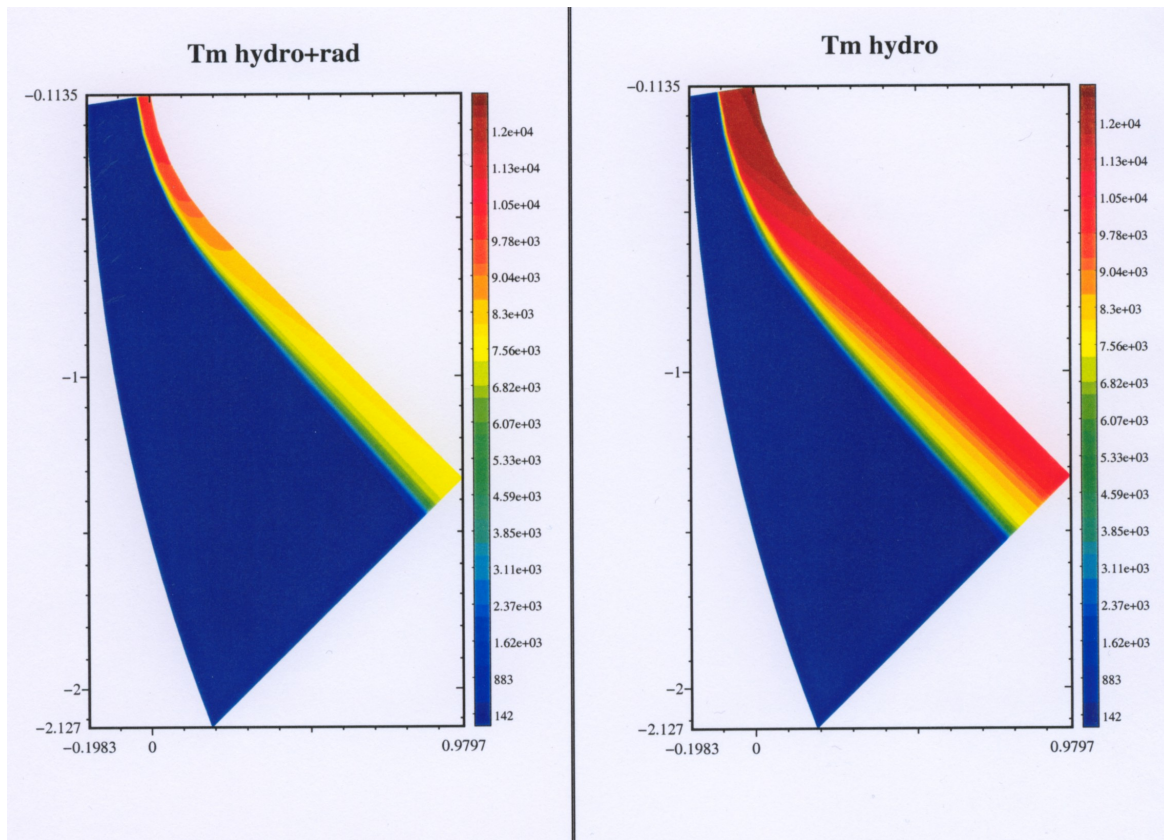 Tm hydro+rad
−0.1135
−1
−2
−2.127
−0.1983
0
0.9797
1.2e+04
1.13e+04
1.05e+04
9.78e+03
9.04e+03
8.3e+03
7.56e+03
6.82e+03
6.07e+03
5.33e+03
4.59e+03
3.85e+03
3.11e+03
2.37e+03
1.62e+03
883
142
Tm hydro
−0.1135
−1
−2
−2.127
−0.1983
0
0.9797
1.2e+04
1.13e+04
1.05e+04
9.78e+03
9.04e+03
8.3e+03
7.56e+03
6.82e+03
6.07e+03
5.33e+03
4.59e+03
3.85e+03
3.11e+03
2.37e+03
1.62e+03
883
142